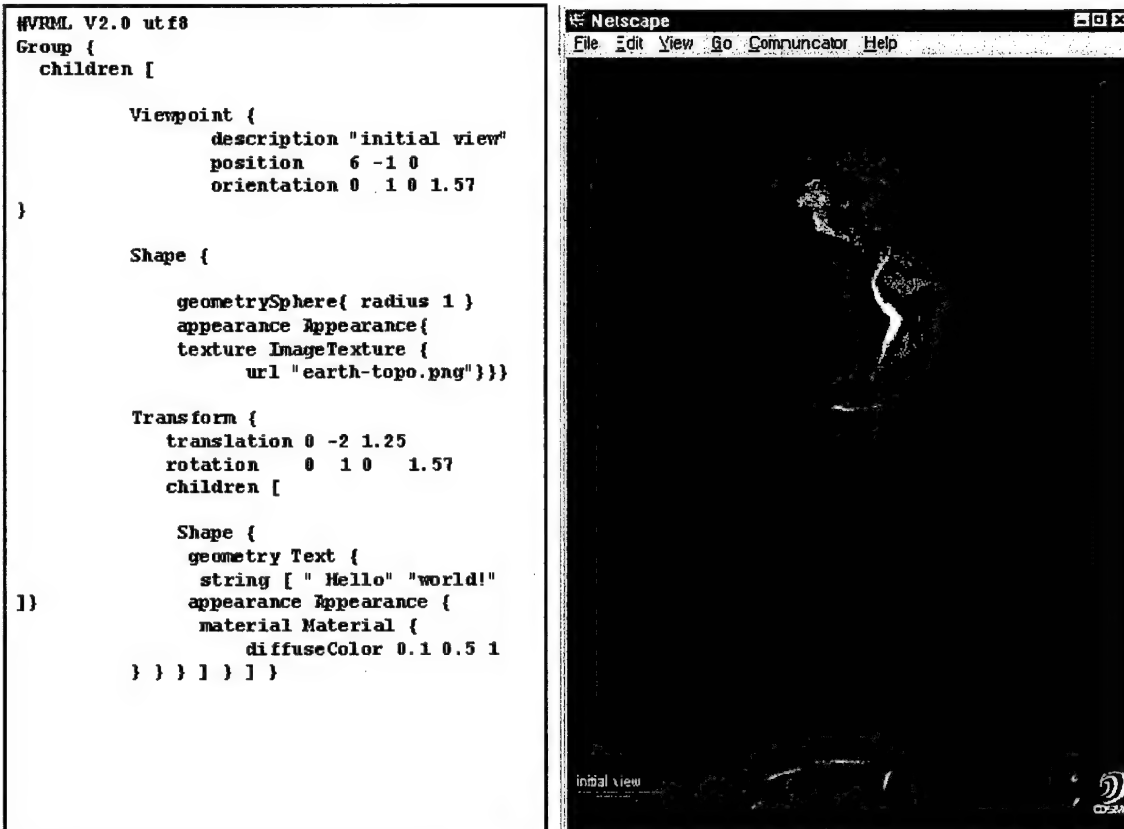 #VRML V2.0 utf8
Group {
children [
Viewpoint {
description "initial view"
position 6 -1 0
orientation 0 1 0 1.57
}
Shape {
geometrySphere{ radius 1 }
appearance Appearance{
texture ImageTexture {
url "earth-topo.png"}}}
Transform {
translation 0 -2 1.25
rotation 0 1 0 1.57
children [
Shape {
geometry Text {
string [ " Hello" "world!"
]} appearance Appearance {
material Material {
diffuseColor 0.1 0.5 1
} } } ] } ] }
Netscape
File Edit View Go Communcator Help
initial view
COSMO